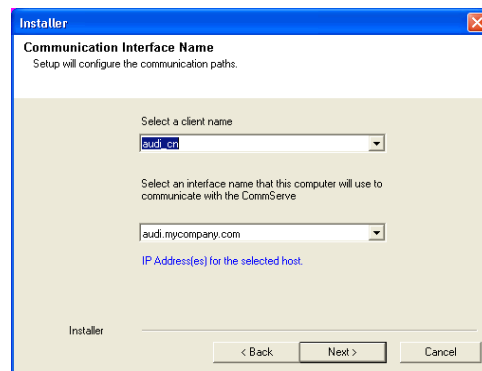 Installer
Communication Interface Name
Setup will configure the communication paths.
Select a client name
audi_cn
Select an interface name that this computer will use to
communicate with the CommServe
audi.mycompany.com
IP Address(es) for the selected host.
Installer
< Back
Next >
Cancel